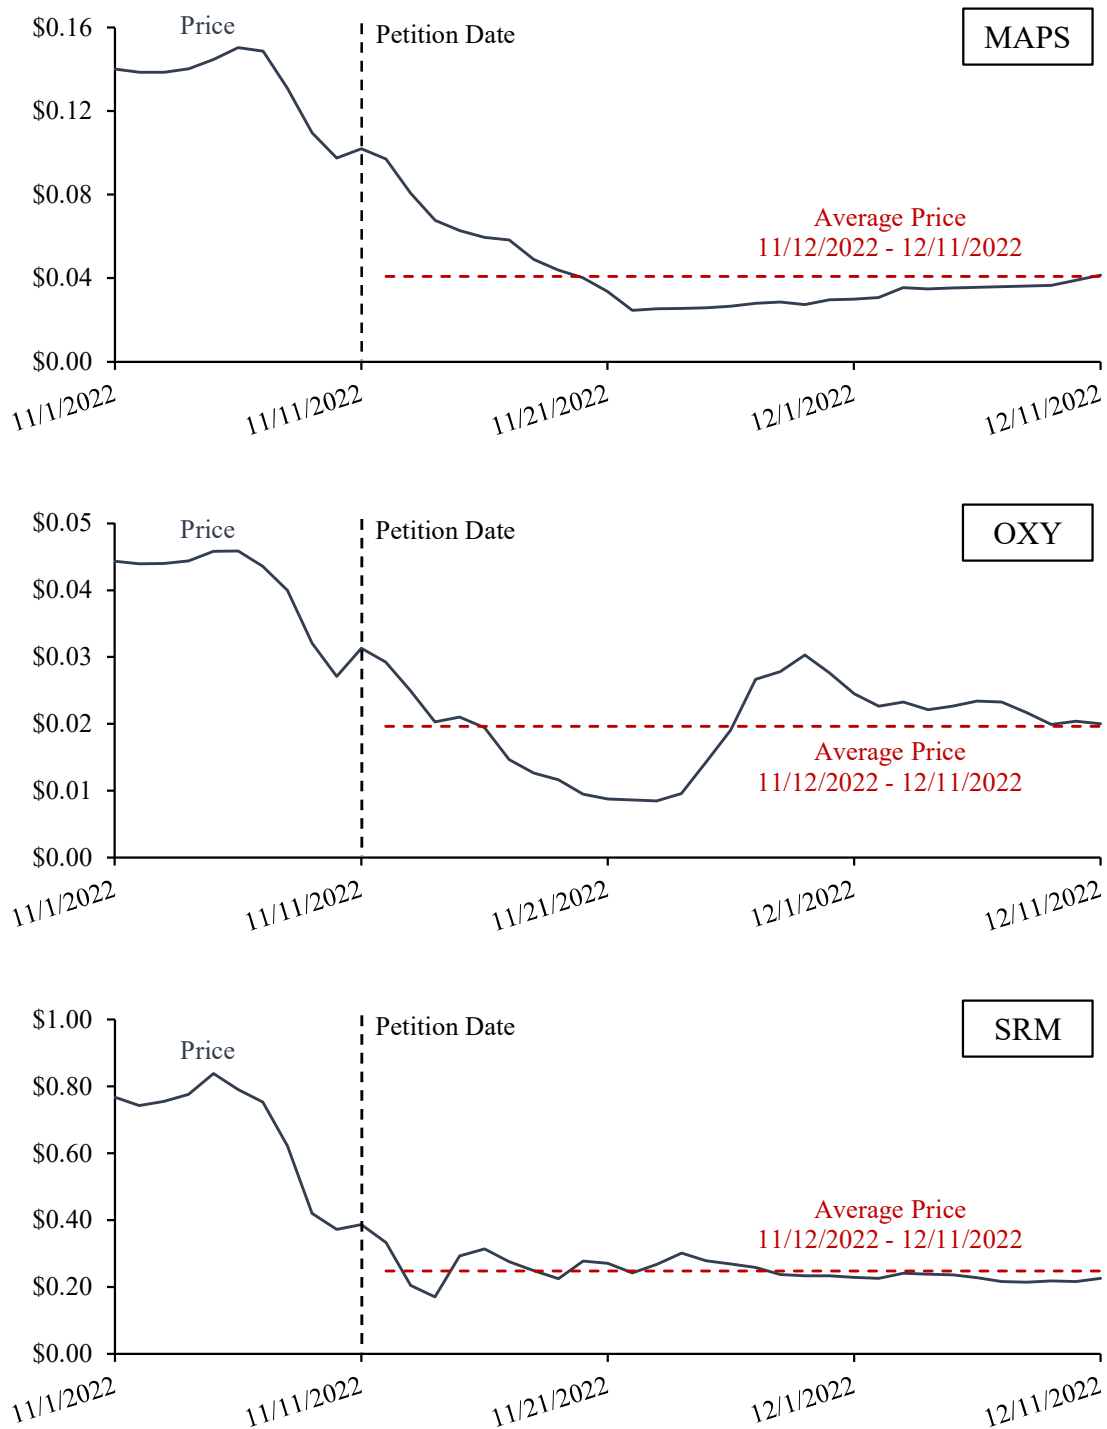 $0.16
Price
Petition Date
MAPS
$0.12
$0.08
Average Price
11/12/2022 - 12/11/2022
$0.04
$0.00
11/1/2022
11/11/2022
11/21/2022
12/1/2022
12/11/2022
$0.05
Price
Petition Date
OXY
$0.04
$0.03
$0.02
Average Price
11/12/2022 - 12/11/2022
$0.01
$0.00
11/1/2022
11/11/2022
11/21/2022
12/1/2022
12/11/2022
$1.00
Petition Date
SRM
Price
$0.80
$0.60
$0.40
Average Price
11/12/2022 - 12/11/2022
$0.20
$0.00
11/1/2022
11/11/2022
11/21/2022
12/1/2022
12/11/2022